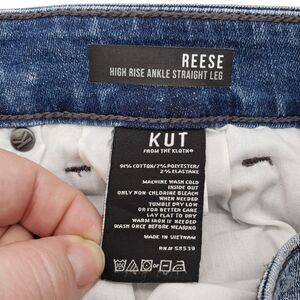 REESE
HIGH RISE ANKLE STRAIGHT LEG
KUT
FROM THE KLOTH®
91% COTTON/7% POLYESTER/
2% ELASTANE
MACHINE WASH COLD
INSIDE OUT
ONLY NON-CHLORINE BLEACH
WHEN NEEDED
TUMBLE DRY LOW
OR FOR BETTER CARE
LAY FLAT TO DRY
WARM IRON IF NEEDED
WASH ONCE BEFORE WEARING
MADE IN VIETNAM
RN# 58539